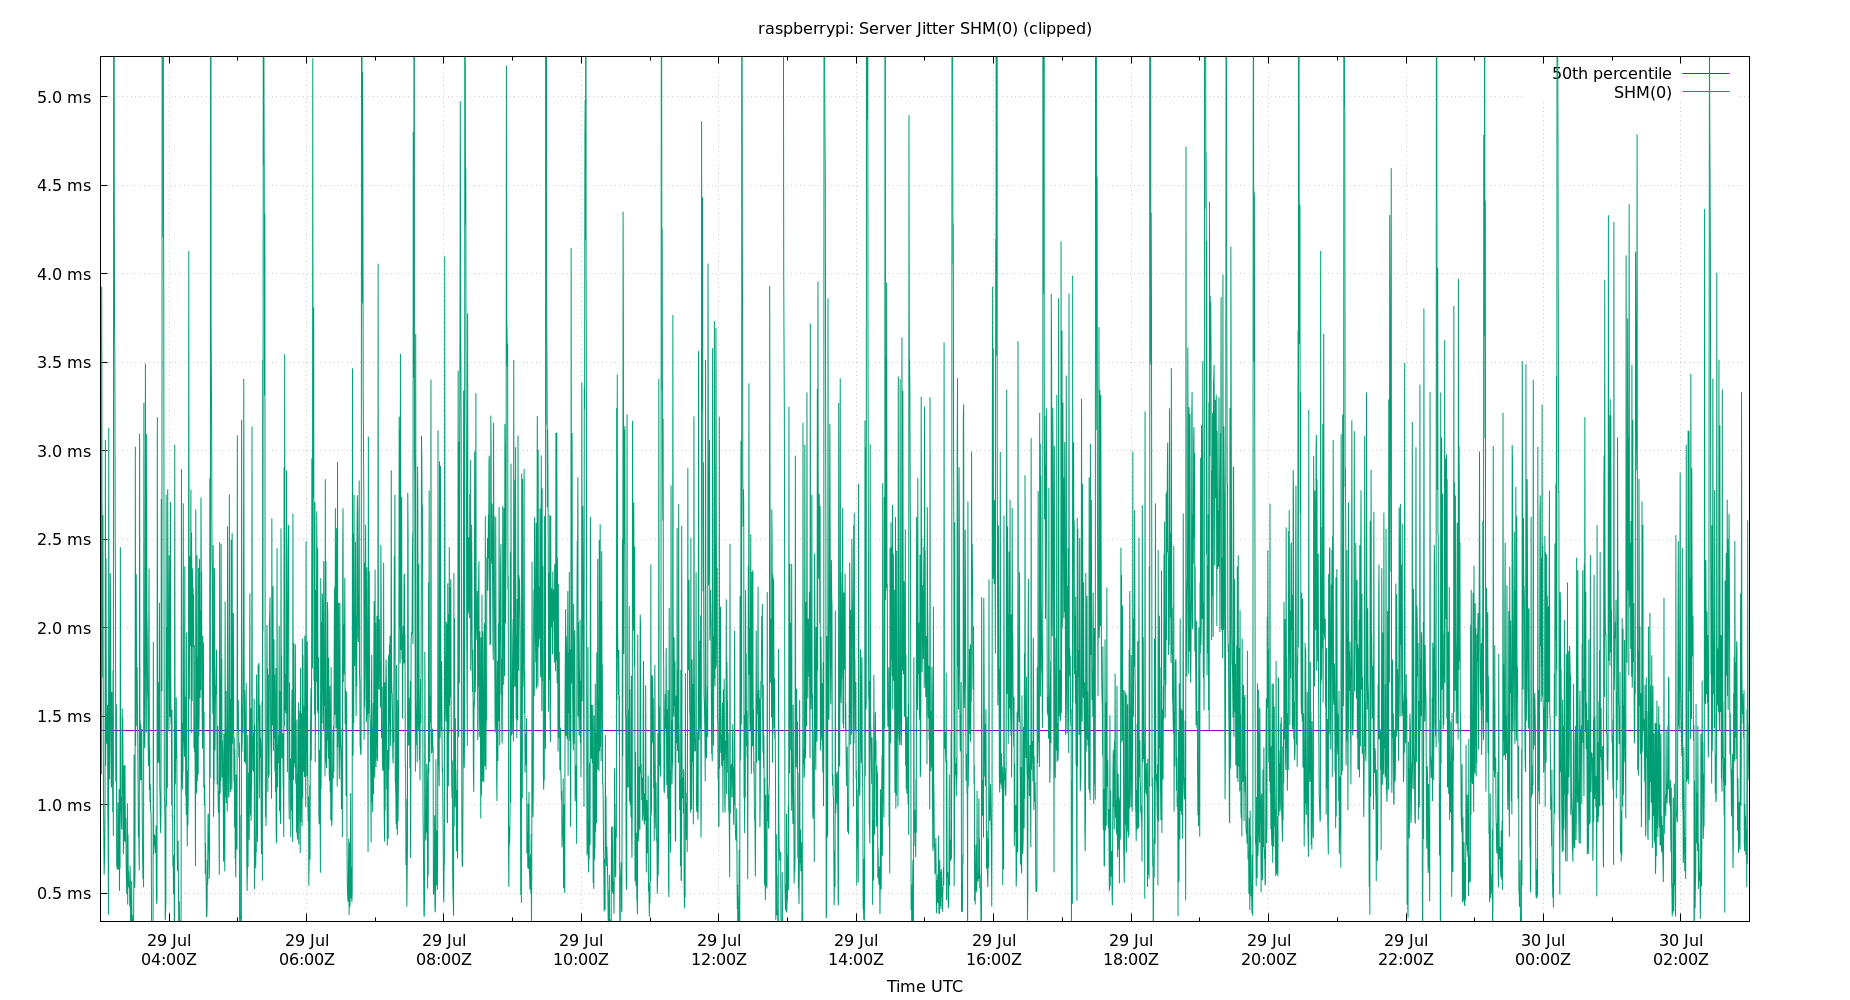 raspberrypi: Server Jitter SHM(0) (clipped)
50th percentile
SHM(0)
5.0 ms
4.5 ms
4.0 ms
3.5 ms
3.0 ms
2.5 ms
2.0 ms
1.5 ms
1.0 ms
0.5 ms
29 Jul 29 Jul 29 Jul 29 Jul 29 Jul 29 Jul 29 Jul 29 Jul 29 Jul 29 Jul 30 Jul 30 Jul
04:00Z 06:00Z 08:00Z 10:00Z 12:00Z 14:00Z 16:00Z 18:00Z 20:00Z 22:00Z 00:00Z 02:00Z
Time UTC